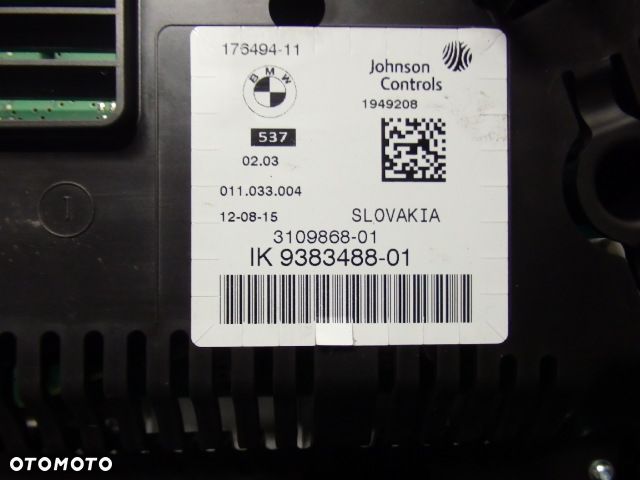 176494-11
BMW
Johnson
Controls
1949208
537
02.03
011.033.004
12-08-15
SLOVAKIA
3109868-01
IK 9383488-01
1
OTOMOTO